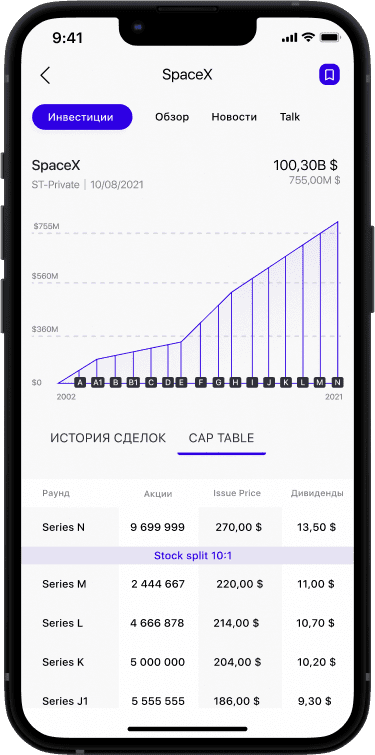 9:41
SpaceX
Инвестиции Обзор Новости Talk
SpaceX 100,30B $
ST-Private | 10/08/2021 755,00M $
$755M
$560M
$360M
$0 A A1 B B1 C D E F G H I J K L M N
2002 2021
ИСТОРИЯ СДЕЛОК CAP TABLE
Раунд Акции Issue Price Дивиденды
Series N 9 699 999 270,00 $ 13,50 $
Stock split 10:1
Series M 2 444 667 220,00 $ 11,00 $
Series L 4 666 878 214,00 $ 10,70 $
Series K 5 000 000 204,00 $ 10,20 $
Series J1 5 555 555 186,00 $ 9,30 $